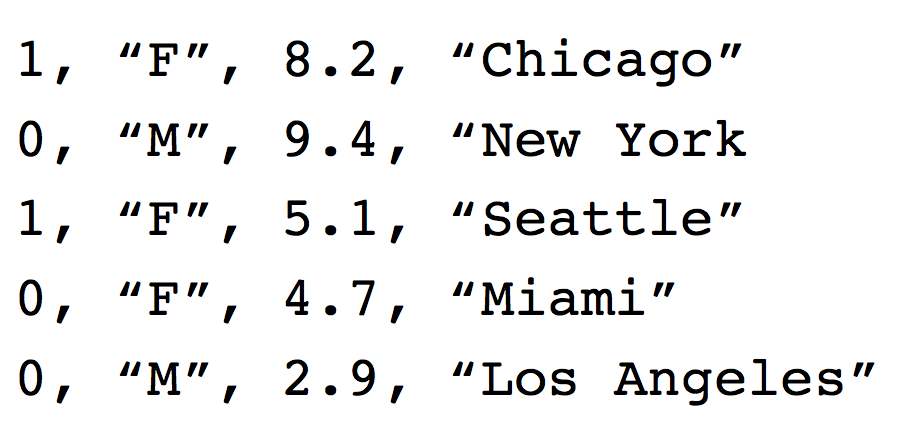 1, “F”, 8.2, “Chicago”
0, “M”, 9.4, “New York
1, “F”, 5.1, “Seattle”
0, “F”, 4.7, “Miami”
0, “M”, 2.9, “Los Angeles”